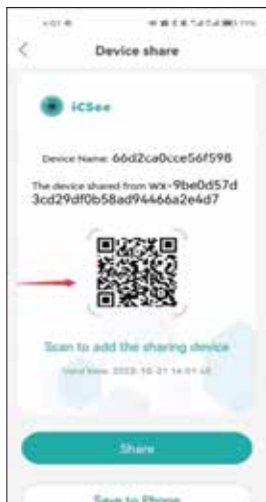 Device share
iCSee
Device Name: 66d2ca0cce56f598
The device shared from wx-9be0d57d
3cd29df0b58ad94466a2e4d7
Scan to add the sharing device
Share
Save to Phone